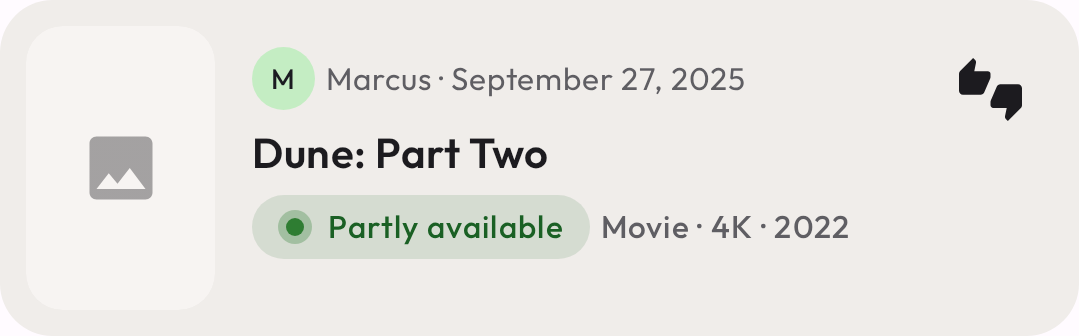 M Marcus · September 27, 2025
Dune: Part Two
Partly available Movie · 4K · 2022